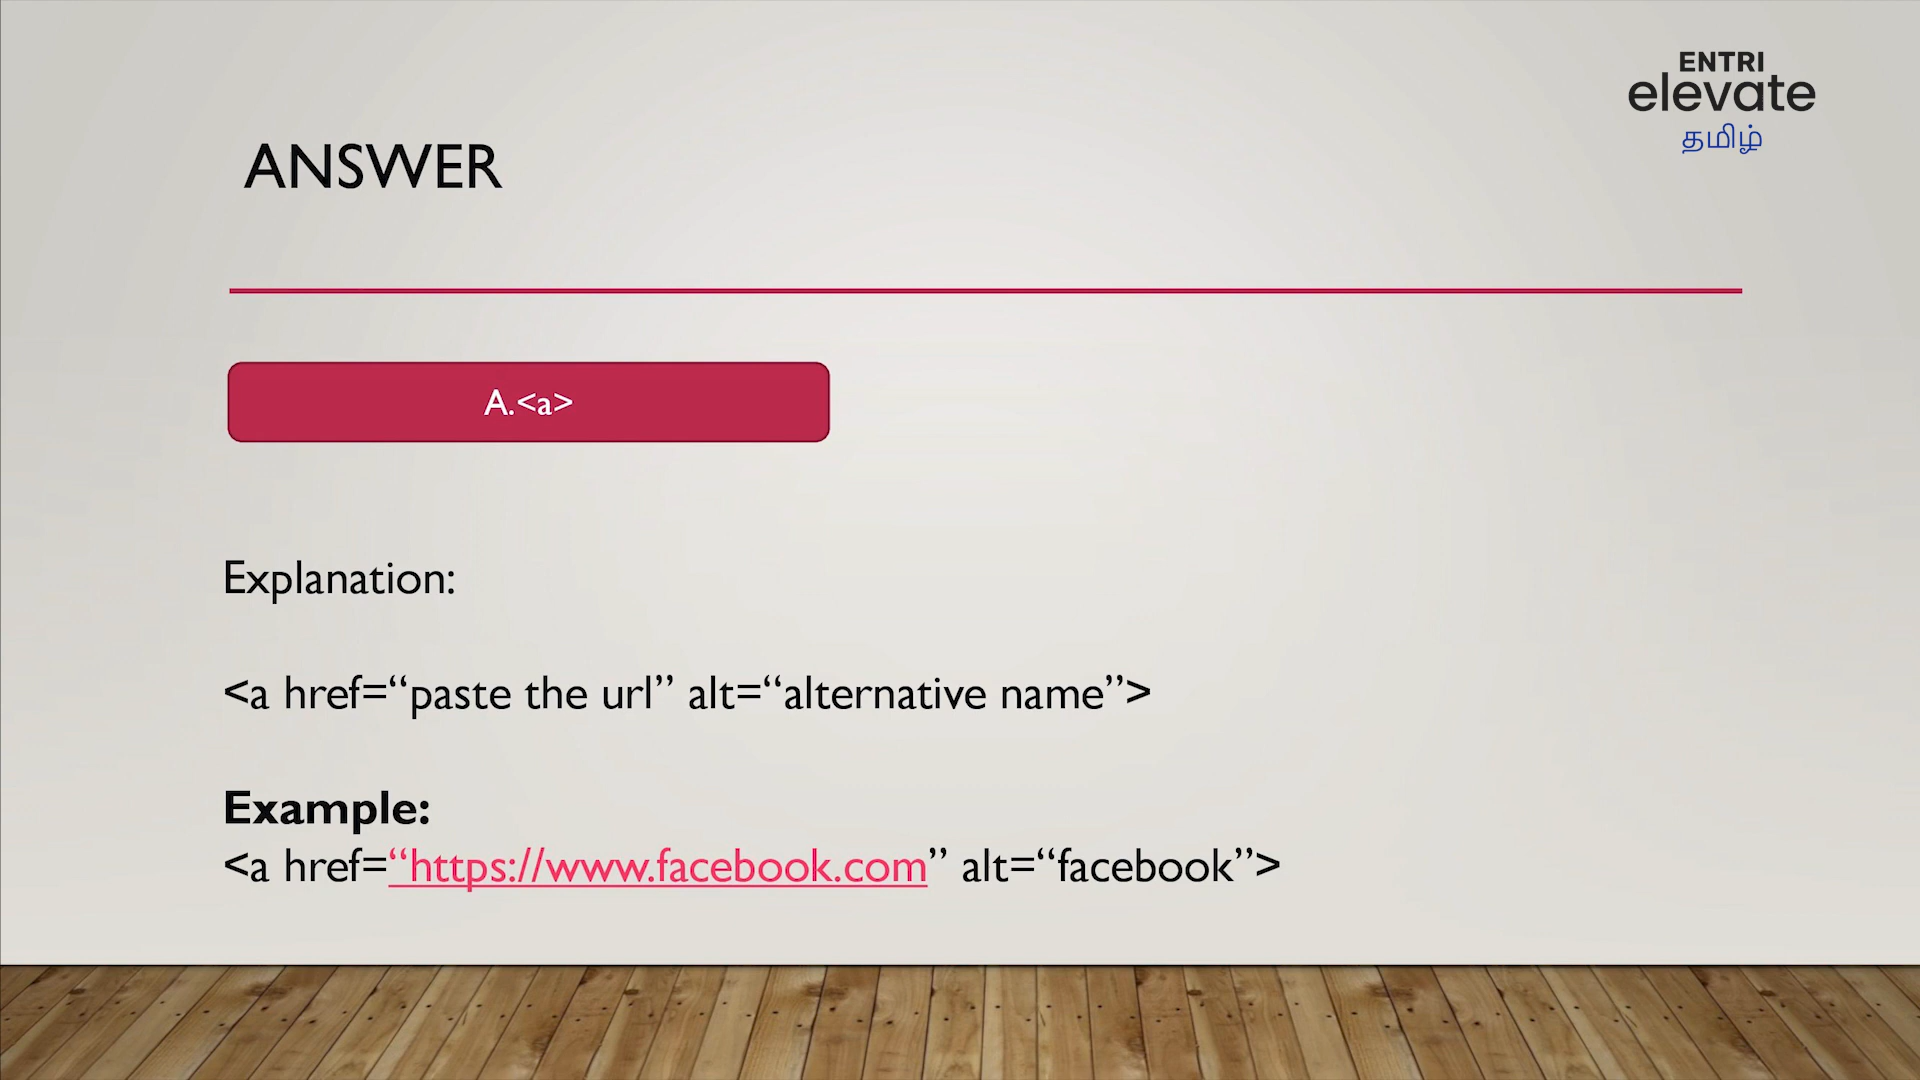 ENTRI
elevate
தமிழ்
ANSWER
A.<a>
Explanation:
<a href=“paste the url” alt=“alternative name”>
Example:
<a href=“https://www.facebook.com” alt=“facebook”>